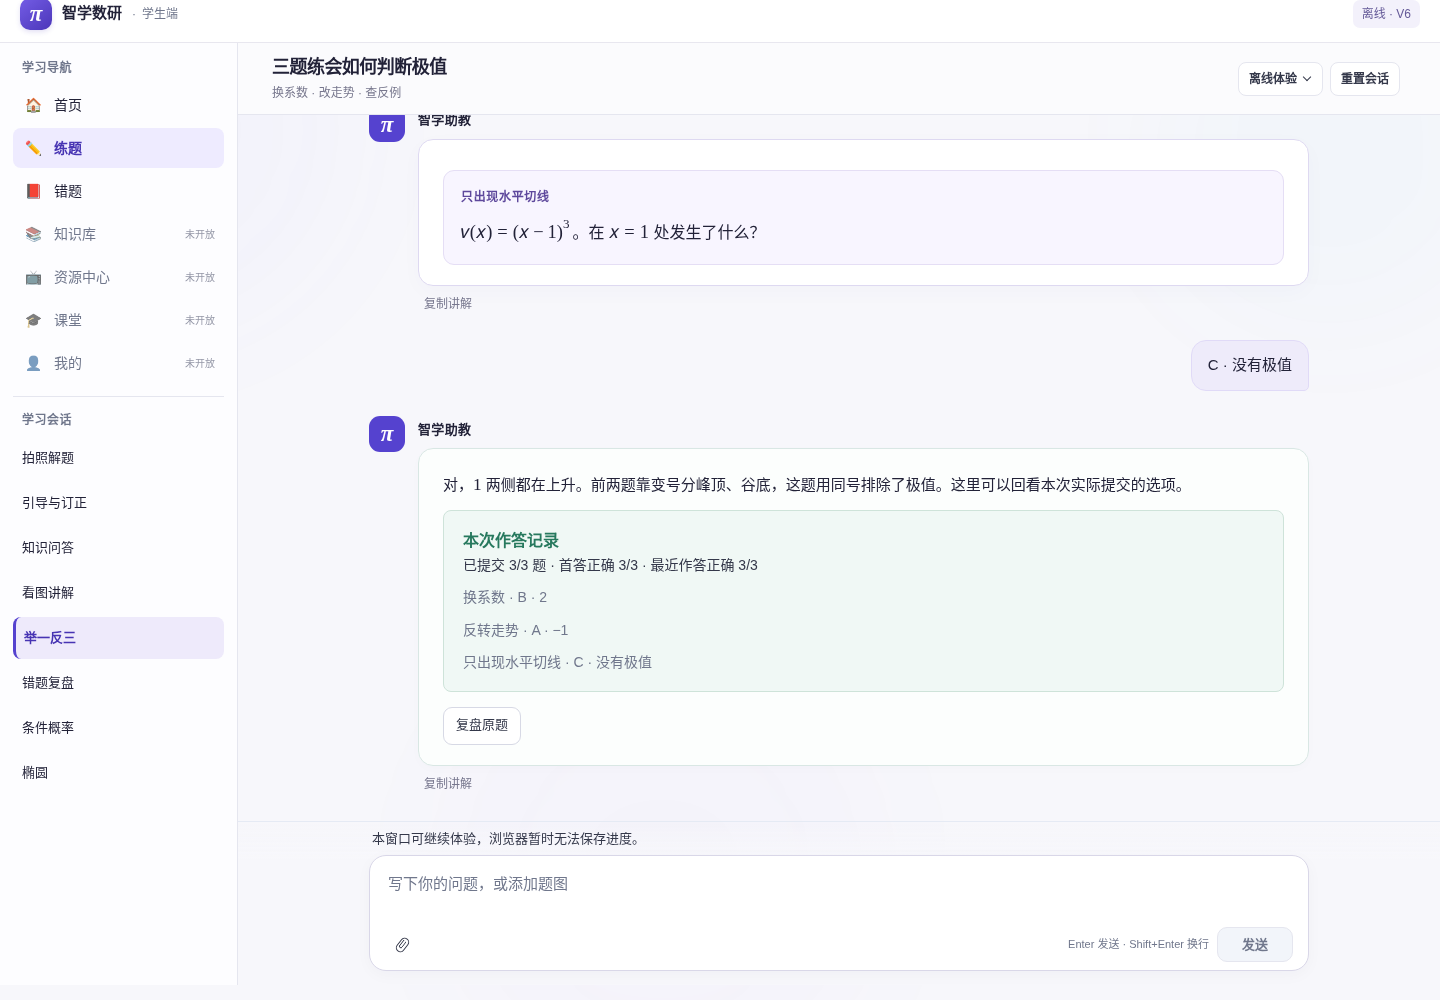 π 智学数研 · 学生端
离线 · V6
学习导航
首页
练题
错题
知识库 未开放
资源中心 未开放
课堂 未开放
我的 未开放
学习会话
拍照解题
引导与订正
知识问答
看图讲解
举一反三
错题复盘
条件概率
椭圆
三题练会如何判断极值
换系数 · 改走势 · 查反例
离线体验
重置会话
π 智学助教
只出现水平切线
v(x) = (x − 1)³。在 x = 1 处发生了什么？
复制讲解
C · 没有极值
π 智学助教
对，1 两侧都在上升。前两题靠变号分峰顶、谷底，这题用同号排除了极值。这里可以回看本次实际提交的选项。
本次作答记录
已提交 3/3 题 · 首答正确 3/3 · 最近作答正确 3/3
换系数 · B · 2
反转走势 · A · −1
只出现水平切线 · C · 没有极值
复盘原题
复制讲解
本窗口可继续体验，浏览器暂时无法保存进度。
写下你的问题，或添加题图
Enter 发送 · Shift+Enter 换行
发送